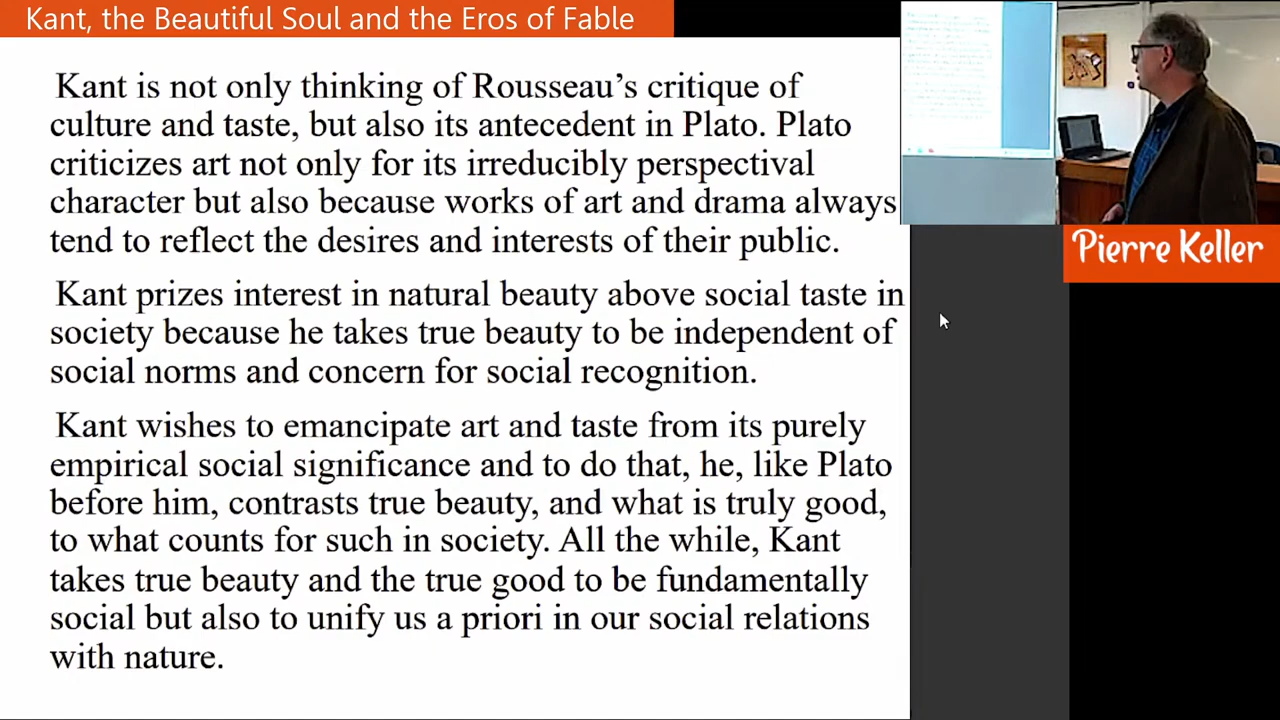 Kant, the Beautiful Soul and the Eros of Fable
Kant is not only thinking of Rousseau’s critique of
culture and taste, but also its antecedent in Plato. Plato
criticizes art not only for its irreducibly perspectival
character but also because works of art and drama always
tend to reflect the desires and interests of their public.
Kant prizes interest in natural beauty above social taste in
society because he takes true beauty to be independent of
social norms and concern for social recognition.
Kant wishes to emancipate art and taste from its purely
empirical social significance and to do that, he, like Plato
before him, contrasts true beauty, and what is truly good,
to what counts for such in society. All the while, Kant
takes true beauty and the true good to be fundamentally
social but also to unify us a priori in our social relations
with nature.
Pierre Keller